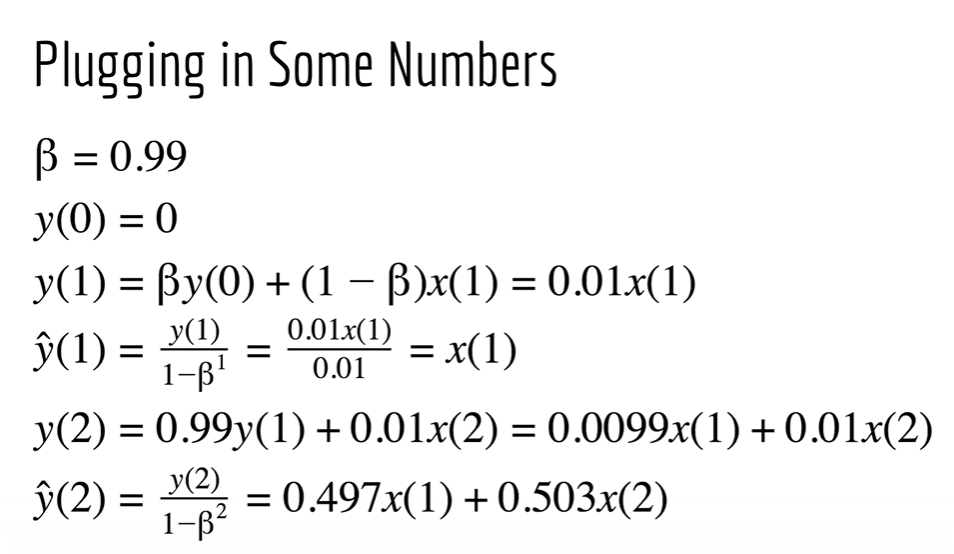 Plugging in Some Numbers
β = 0.99
y(0) = 0
y(1) = βy(0) + (1 − β)x(1) = 0.01x(1)
ŷ(1) = y(1)/(1−β¹) = 0.01x(1)/0.01 = x(1)
y(2) = 0.99y(1) + 0.01x(2) = 0.0099x(1) + 0.01x(2)
ŷ(2) = y(2)/(1−β²) = 0.497x(1) + 0.503x(2)